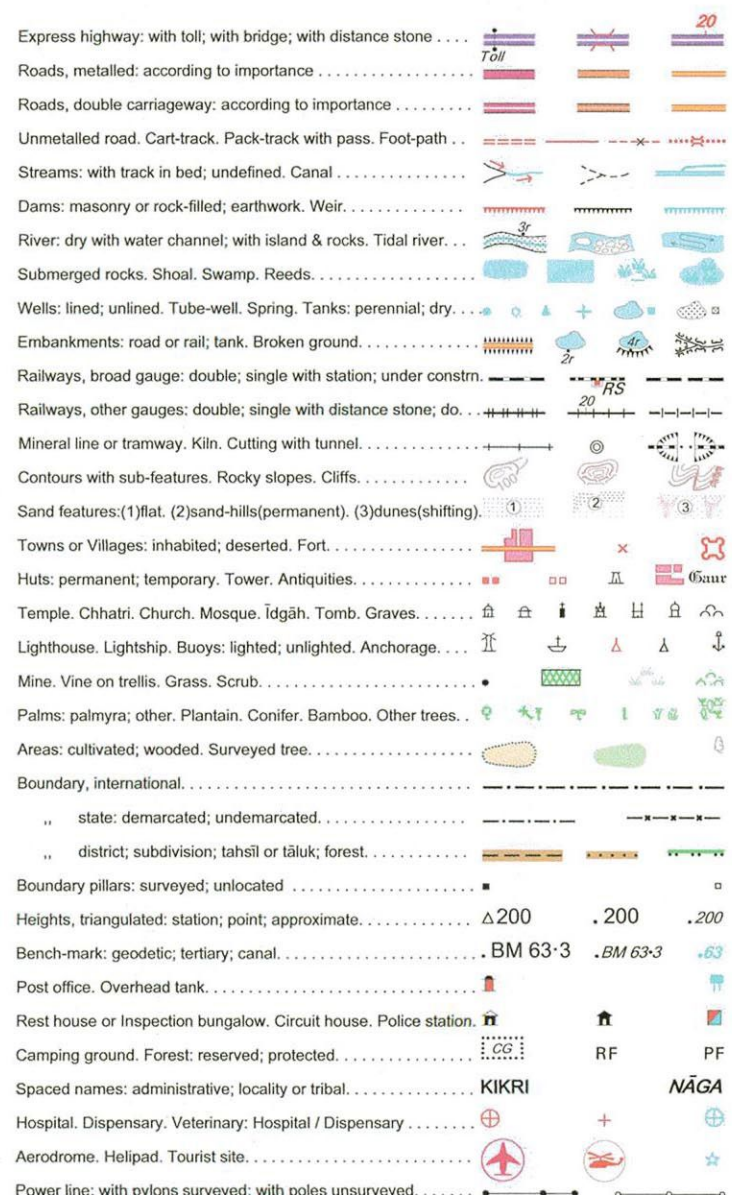 20
Express highway: with toll; with bridge; with distance stone . . . .
Toll
Roads, metalled: according to importance . . . . . . . . . . . . . . . . . .
Roads, double carriageway: according to importance . . . . . . . . .
Unmetalled road. Cart-track. Pack-track with pass. Foot-path . .
Streams: with track in bed; undefined. Canal . . . . . . . . . . . . . . . .
Dams: masonry or rock-filled; earthwork. Weir. . . . . . . . . . . . . .
River: dry with water channel; with island & rocks. Tidal river. . . 3r
Submerged rocks. Shoal. Swamp. Reeds. . . . . . . . . . . . . . . . . . .
Wells: lined; unlined. Tube-well. Spring. Tanks: perennial; dry. . . .
Embankments: road or rail; tank. Broken ground. . . . . . . . . . . . . 2r 4r
Railways, broad gauge: double; single with station; under constrn. RS
Railways, other gauges: double; single with distance stone; do. . . 20
Mineral line or tramway. Kiln. Cutting with tunnel. . . . . . . . . . . . .
Contours with sub-features. Rocky slopes. Cliffs. . . . . . . . . . . . .
Sand features:(1)flat. (2)sand-hills(permanent). (3)dunes(shifting). 1 2 3
Towns or Villages: inhabited; deserted. Fort. . . . . . . . . . . . . . . . .
Huts: permanent; temporary. Tower. Antiquities. . . . . . . . . . . . . . Gaur
Temple. Chhatri. Church. Mosque. Īdgāh. Tomb. Graves. . . . . . .
Lighthouse. Lightship. Buoys: lighted; unlighted. Anchorage. . . .
Mine. Vine on trellis. Grass. Scrub. . . . . . . . . . . . . . . . . . . . . . . .
Palms: palmyra; other. Plantain. Conifer. Bamboo. Other trees. .
Areas: cultivated; wooded. Surveyed tree. . . . . . . . . . . . . . . . . . .
Boundary, international. . . . . . . . . . . . . . . . . . . . . . . . . . . . . . . .
,, state: demarcated; undemarcated. . . . . . . . . . . . . . . . .
,, district; subdivision; tahsīl or tāluk; forest. . . . . . . . . . . .
Boundary pillars: surveyed; unlocated . . . . . . . . . . . . . . . . . . . .
Heights, triangulated: station; point; approximate. . . . . . . . . . . . △200 .200 .200
Bench-mark: geodetic; tertiary; canal. . . . . . . . . . . . . . . . . . . . . . .BM 63·3 .BM 63·3 .63
Post office. Overhead tank. . . . . . . . . . . . . . . . . . . . . . . . . . . . . .
Rest house or Inspection bungalow. Circuit house. Police station.
Camping ground. Forest: reserved; protected. . . . . . . . . . . . . . . . CG RF PF
Spaced names: administrative; locality or tribal. . . . . . . . . . . . . . KIKRI NĀGA
Hospital. Dispensary. Veterinary: Hospital / Dispensary . . . . . . . .
Aerodrome. Helipad. Tourist site. . . . . . . . . . . . . . . . . . . . . . . . . .
Power line: with pylons surveyed; with poles unsurveyed. . . . . . .